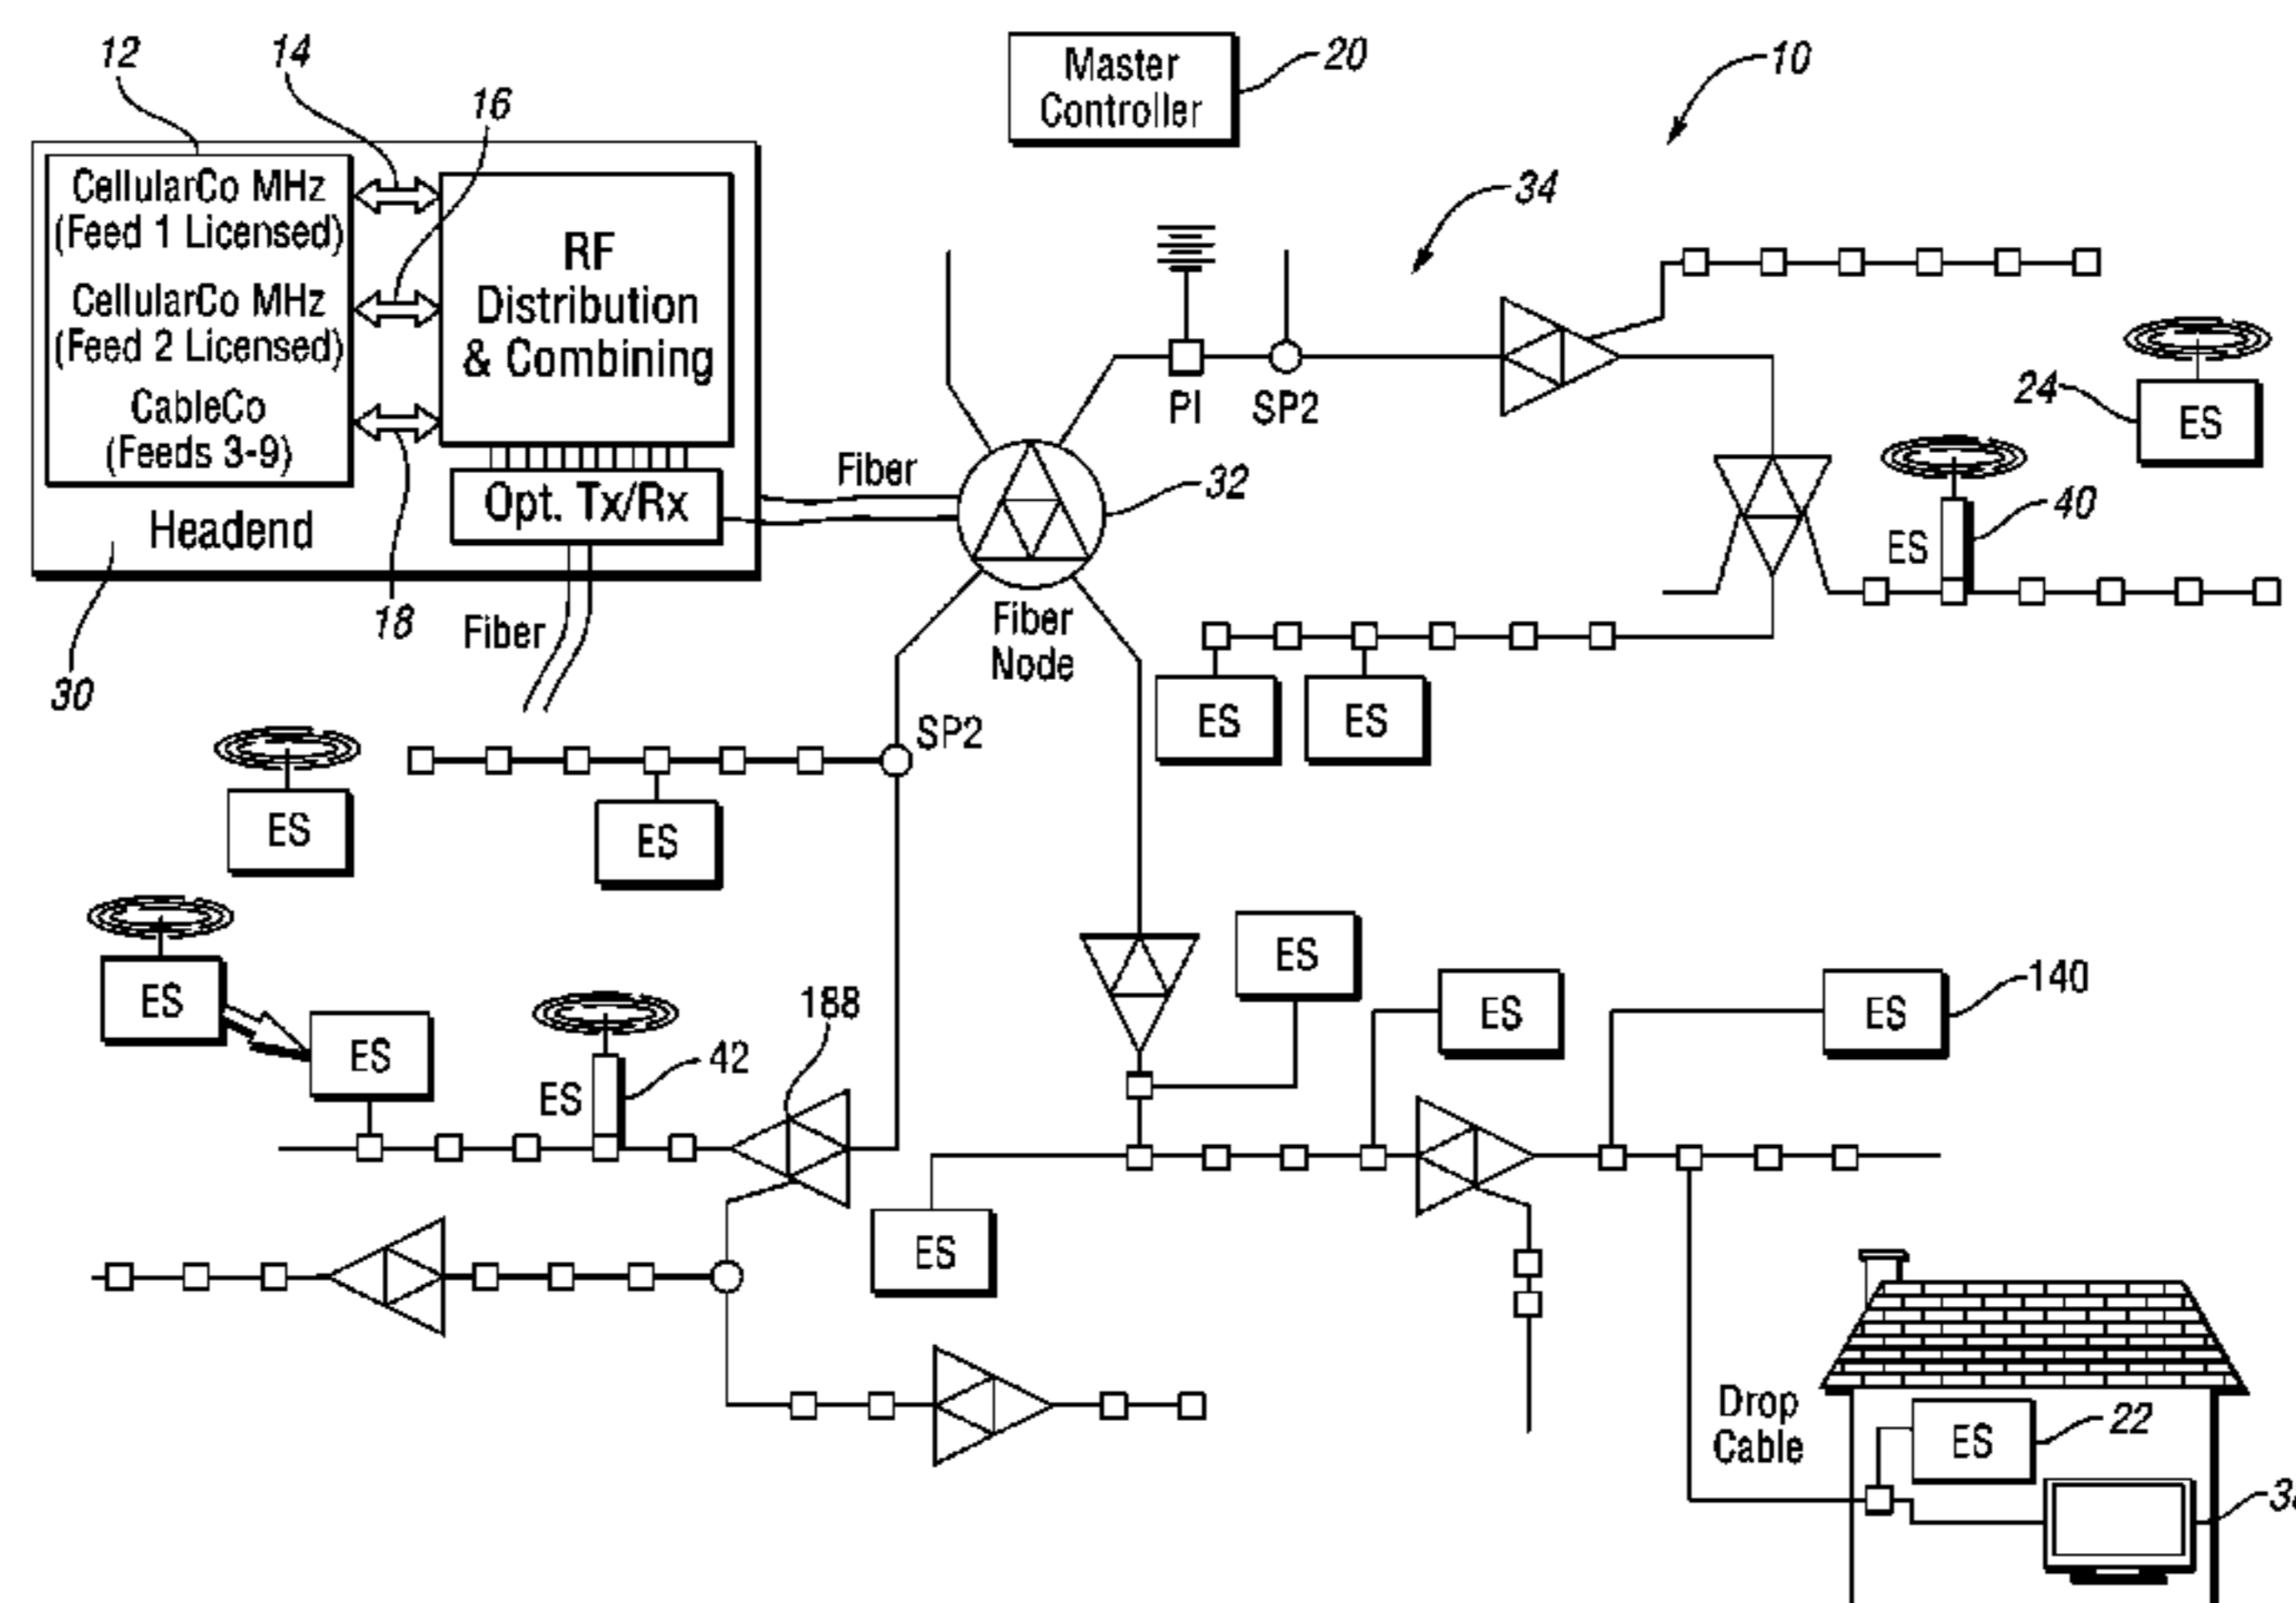 12
14
16
Master
Controller
20
10
CellularCo MHz
(Feed 1 Licensed)
CellularCo MHz
(Feed 2 Licensed)
CableCo
(Feeds 3-9)
RF
Distribution
& Combining
Opt. Tx/Rx
Headend
30
18
Fiber
Fiber
32
Fiber
Node
34
PI
SP2
24
ES
ES
40
ES
ES
SP2
ES
ES
ES
ES
ES
42
188
ES
ES
ES
140
ES
Drop
Cable
ES
22